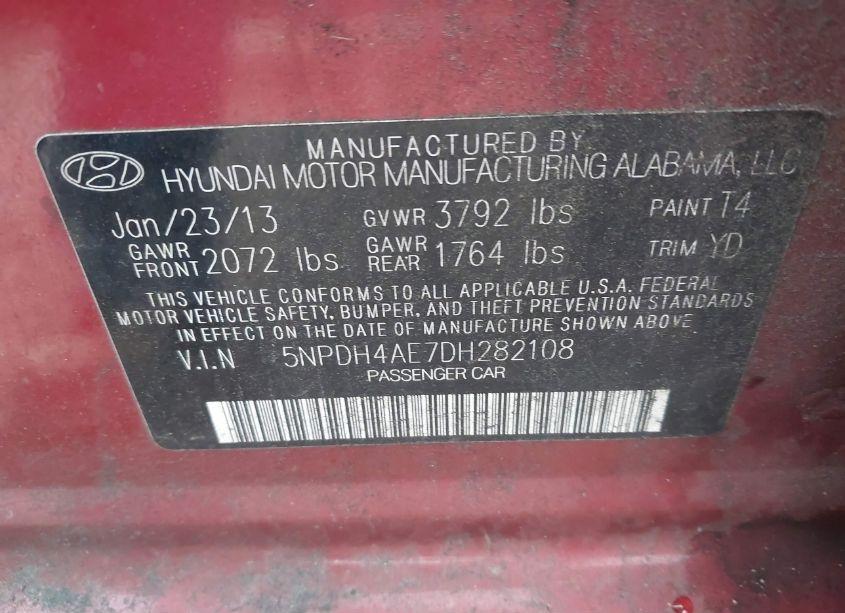 MANUFACTURED BY
HYUNDAI MOTOR MANUFACTURING ALABAMA, LLC
Jan/23/13 GVWR 3792 lbs PAINT T4
GAWR FRONT 2072 lbs GAWR REAR 1764 lbs TRIM YD
THIS VEHICLE CONFORMS TO ALL APPLICABLE U.S.A. FEDERAL
MOTOR VEHICLE SAFETY, BUMPER, AND THEFT PREVENTION STANDARDS
IN EFFECT ON THE DATE OF MANUFACTURE SHOWN ABOVE
V.I.N 5NPDH4AE7DH282108
PASSENGER CAR